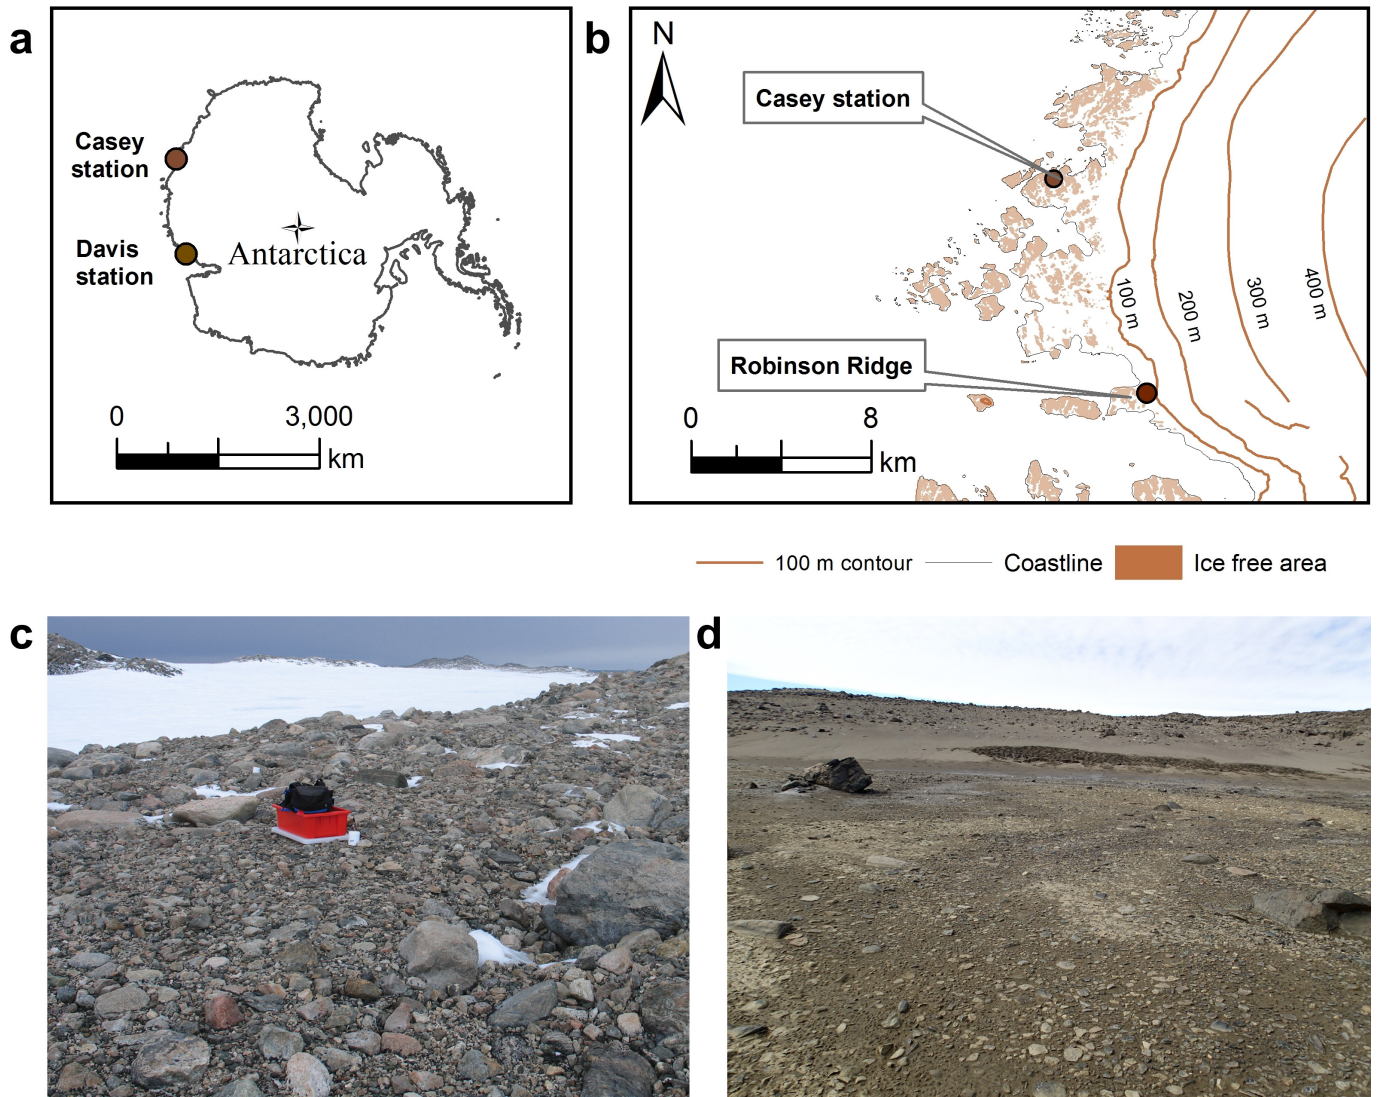 a
Casey
station
Davis
station
Antarctica
0 3,000
km
b
N
Casey station
100 m
200 m
300 m
400 m
Robinson Ridge
0 8
km
100 m contour Coastline Ice free area
c
d